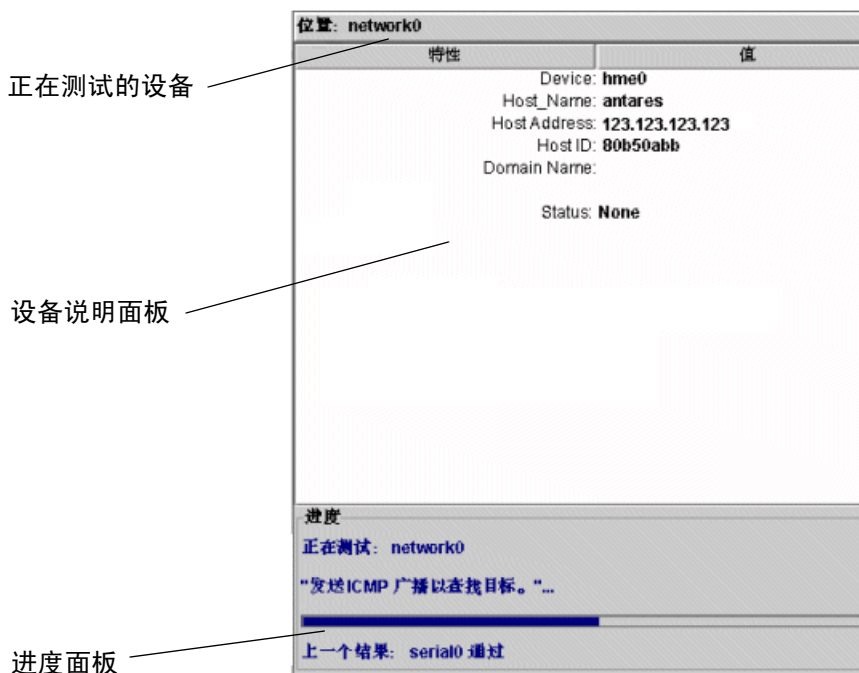 位置: network0
特性 值
正在测试的设备
Device: hme0
Host_Name: antares
Host Address: 123.123.123.123
Host ID: 80b50abb
Domain Name:
Status: None
设备说明面板
进度
正在测试: network0
"发送ICMP 广播以查找目标。"...
上一个结果: serial0 通过
进度面板